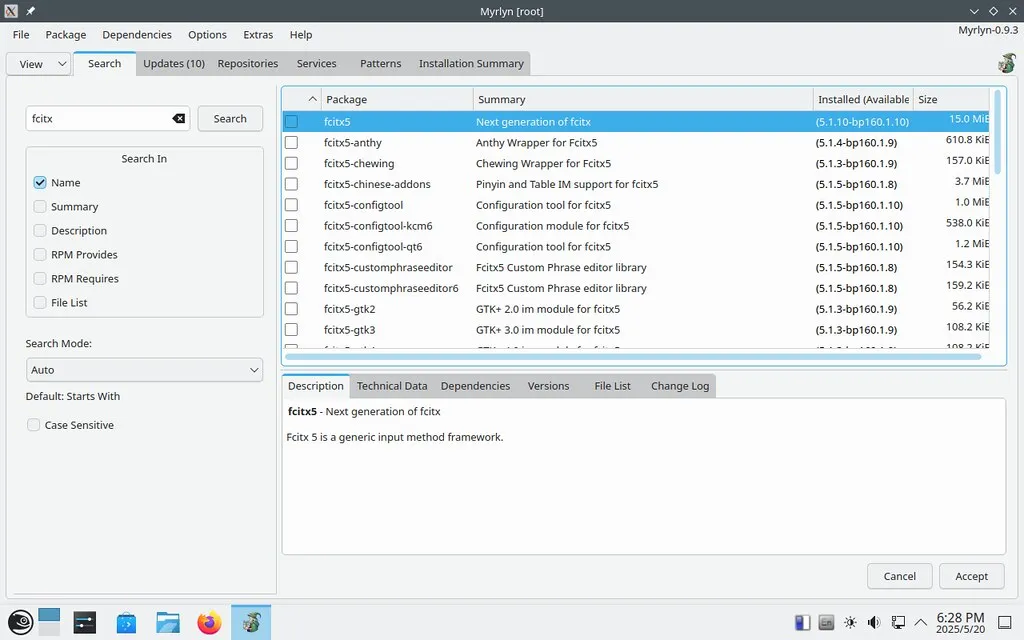 Myrlyn [root]
File Package Dependencies Options Extras Help
Myrlyn-0.9.3
View Search Updates (10) Repositories Services Patterns Installation Summary
fcitx Search
Search In
Name
Summary
Description
RPM Provides
RPM Requires
File List
Search Mode:
Auto
Default: Starts With
Case Sensitive
Package Summary Installed (Available Size
fcitx5 Next generation of fcitx (5.1.10-bp160.1.10) 15.0 MiE
fcitx5-anthy Anthy Wrapper for Fcitx5 (5.1.4-bp160.1.9) 610.8 KiE
fcitx5-chewing Chewing Wrapper for Fcitx5 (5.1.3-bp160.1.9) 157.0 KiE
fcitx5-chinese-addons Pinyin and Table IM support for fcitx5 (5.1.5-bp160.1.8) 3.7 MiE
fcitx5-configtool Configuration tool for fcitx5 (5.1.5-bp160.1.10) 1.0 MiE
fcitx5-configtool-kcm6 Configuration module for fcitx5 (5.1.5-bp160.1.10) 538.0 KiE
fcitx5-configtool-qt6 Configuration tool for fcitx5 (5.1.5-bp160.1.10) 1.2 MiE
fcitx5-customphraseeditor Fcitx5 Custom Phrase editor library (5.1.5-bp160.1.8) 154.3 KiE
fcitx5-customphraseeditor6 Fcitx5 Custom Phrase editor library (5.1.5-bp160.1.8) 159.2 KiE
fcitx5-gtk2 GTK+ 2.0 im module for fcitx5 (5.1.3-bp160.1.9) 56.2 KiE
fcitx5-gtk3 GTK+ 3.0 im module for fcitx5 (5.1.3-bp160.1.9) 108.2 KiE
Description Technical Data Dependencies Versions File List Change Log
fcitx5 - Next generation of fcitx
Fcitx 5 is a generic input method framework.
Cancel Accept
6:28 PM
2025/5/20